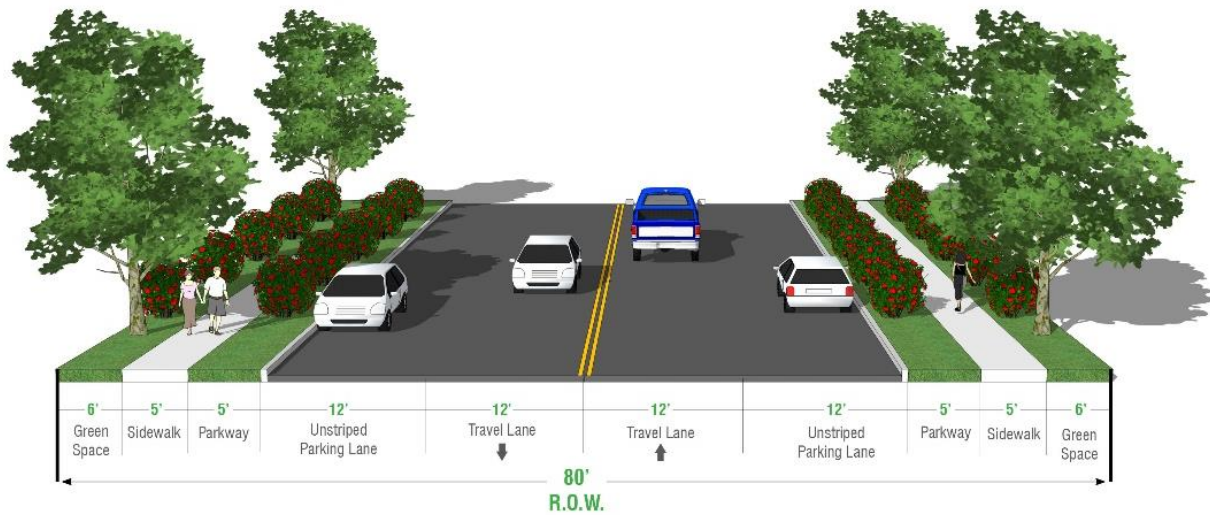 6' 5' 5' 12' 12' 12' 12' 5' 5' 6'
Green
Space
Sidewalk
Parkway
Unstriped
Parking Lane
Travel Lane
Travel Lane
Unstriped
Parking Lane
Parkway
Sidewalk
Green
Space
80'
R.O.W.